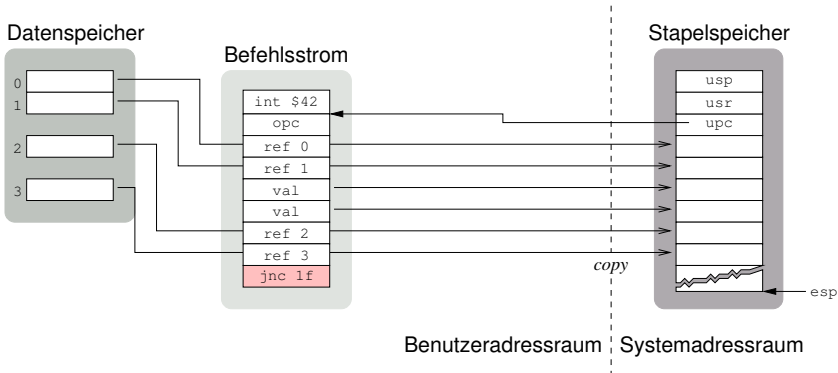 Datenspeicher
0
1
2
3
Befehlsstrom
int $42
opc
ref 0
ref 1
val
val
ref 2
ref 3
jnc 1f
copy
Stapelspeicher
usp
usr
upc
esp
Benutzeradressraum
Systemadressraum